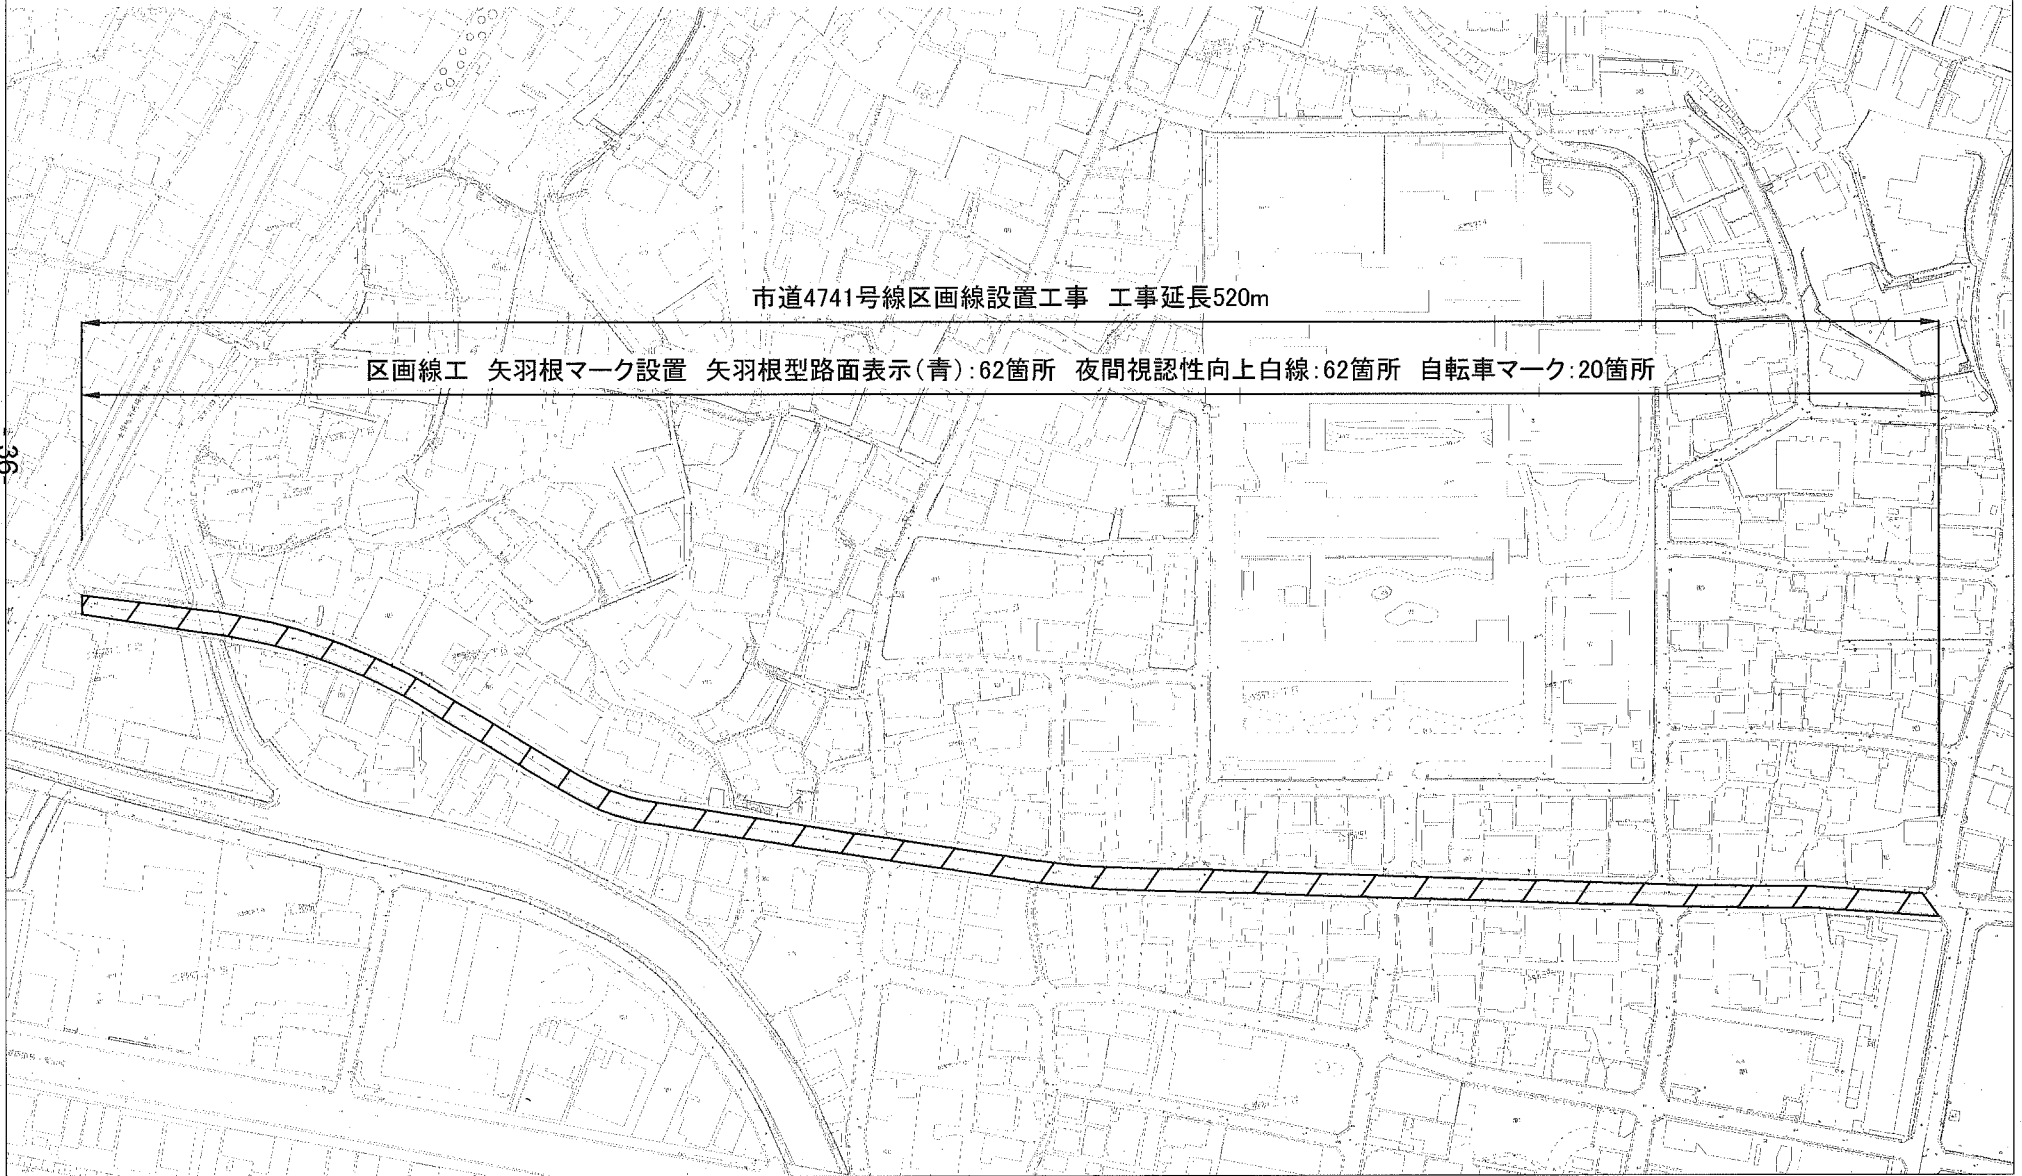 市道4741号線区画線設置工事 工事延長520m
区画線工 矢羽根マーク設置 矢羽根型路面表示(青):62箇所 夜間視認性向上白線:62箇所 自転車マーク:20箇所
-36-